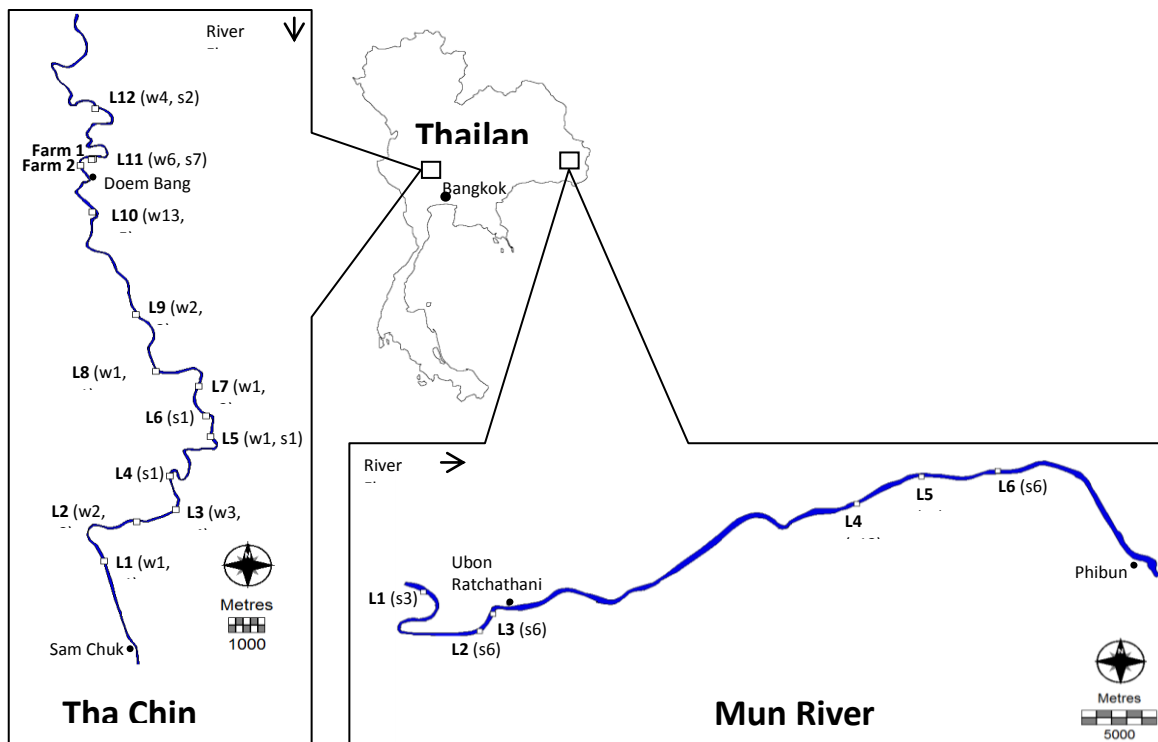 River
L12 (w4, s2)
Farm 1
L11 (w6, s7)
Farm 2
Doem Bang
L10 (w13,
L9 (w2,
L8 (w1,
L7 (w1,
L6 (s1)
L5 (w1, s1)
L4 (s1)
L2 (w2,
L3 (w3,
L1 (w1,
Metres
1000
Sam Chuk
Tha Chin
Thailan
Bangkok
River
L6 (s6)
L5
L4
Ubon
Ratchathani
Phibun
L1 (s3)
L3 (s6)
L2 (s6)
Metres
5000
Mun River